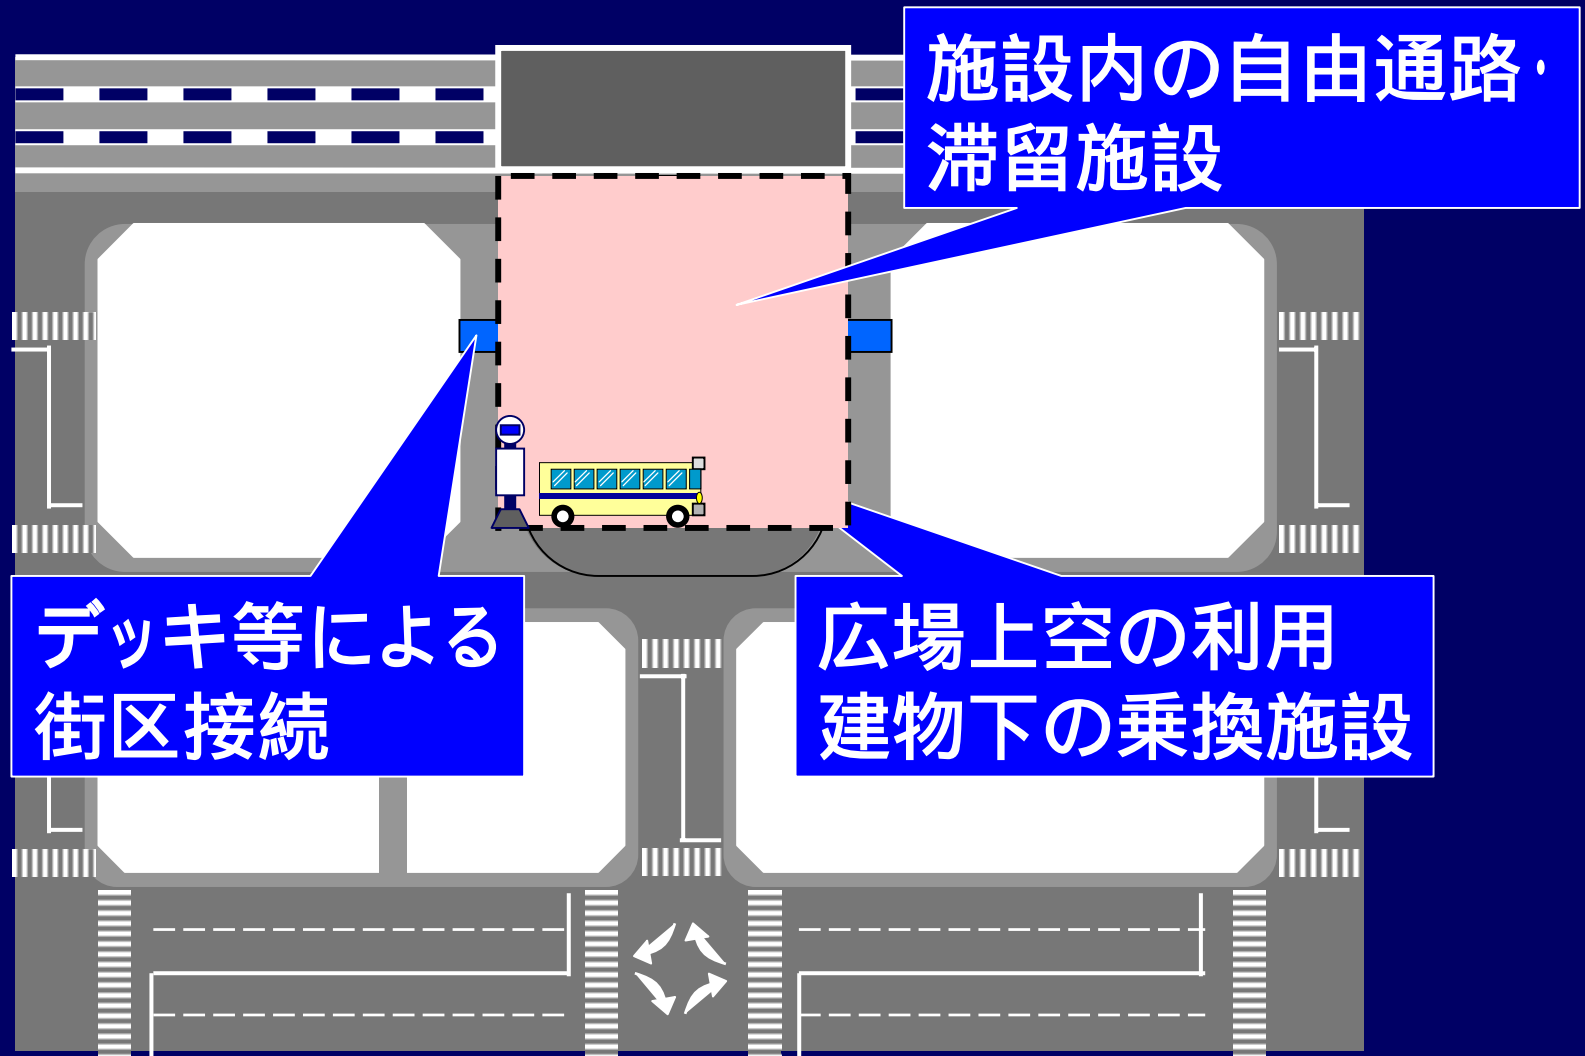 施設内の自由通路・
滞留施設
デッキ等による
街区接続
広場上空の利用
建物下の乗換施設